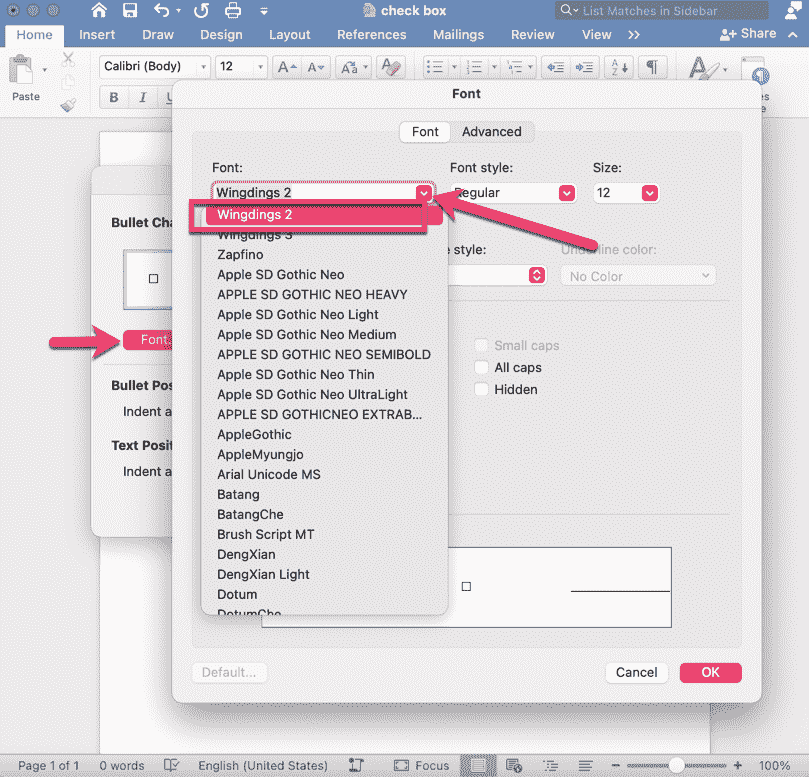 check box
List Matches in Sidebar
Home Insert Draw Design Layout References Mailings Review View Share
Paste
Calibri (Body) 12
B I U
Font
Font Advanced
Font: Font style: Size:
Wingdings 2 Regular 12
Wingdings 2
Wingdings 3
Zapfino
Apple SD Gothic Neo
APPLE SD GOTHIC NEO HEAVY
Apple SD Gothic Neo Light
Apple SD Gothic Neo Medium
APPLE SD GOTHIC NEO SEMIBOLD
Apple SD Gothic Neo Thin
Apple SD Gothic Neo UltraLight
APPLE SD GOTHICNEO EXTRAB...
AppleGothic
AppleMyungjo
Arial Unicode MS
Batang
BatangChe
Brush Script MT
DengXian
DengXian Light
Dotum
DotumChe
style: Underline color:
No Color
Small caps
All caps
Hidden
Bullet Cha
Font
Bullet Pos
Indent a
Text Posit
Indent a
Default... Cancel OK
Page 1 of 1 0 words English (United States) Focus 100%